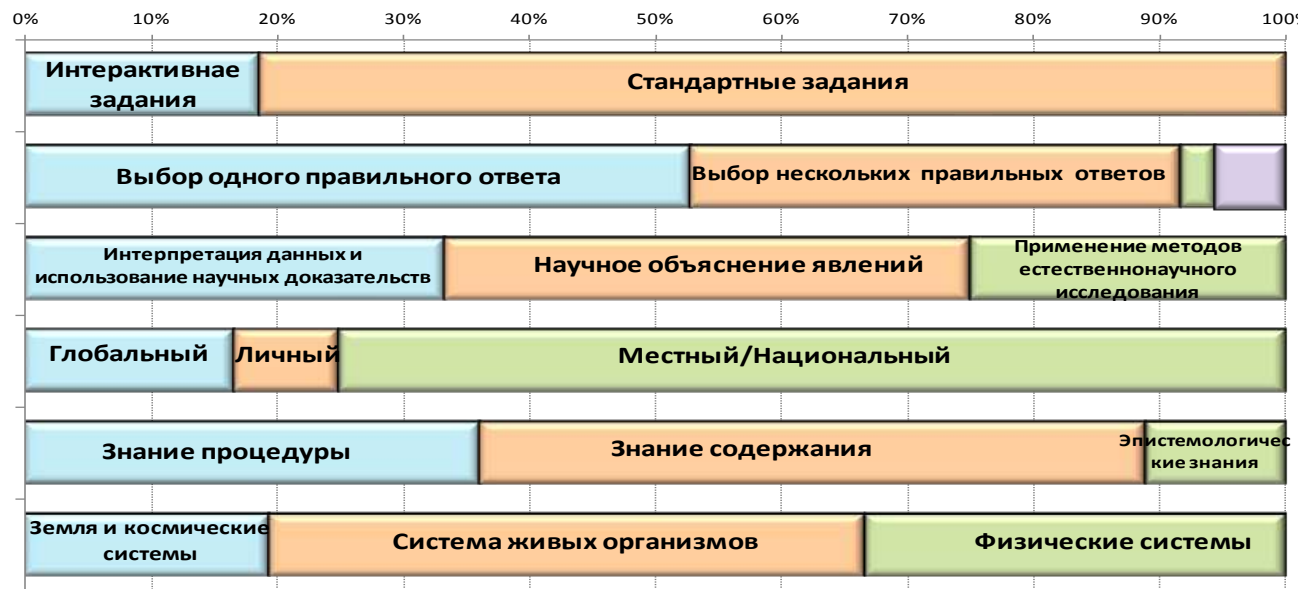 0% 10% 20% 30% 40% 50% 60% 70% 80% 90% 100%
Интерактивнае
задания
Стандартные задания
Выбор одного правильного ответа
Выбор нескольких правильных ответов
Интерпретация данных и
использование научных доказательств
Научное объяснение явлений
Применение методов
естественнонаучного
исследования
Глобальный
Личный
Местный/Национальный
Знание процедуры
Знание содержания
Эпистемологичес
кие знания
Земля и космические
системы
Система живых организмов
Физические системы